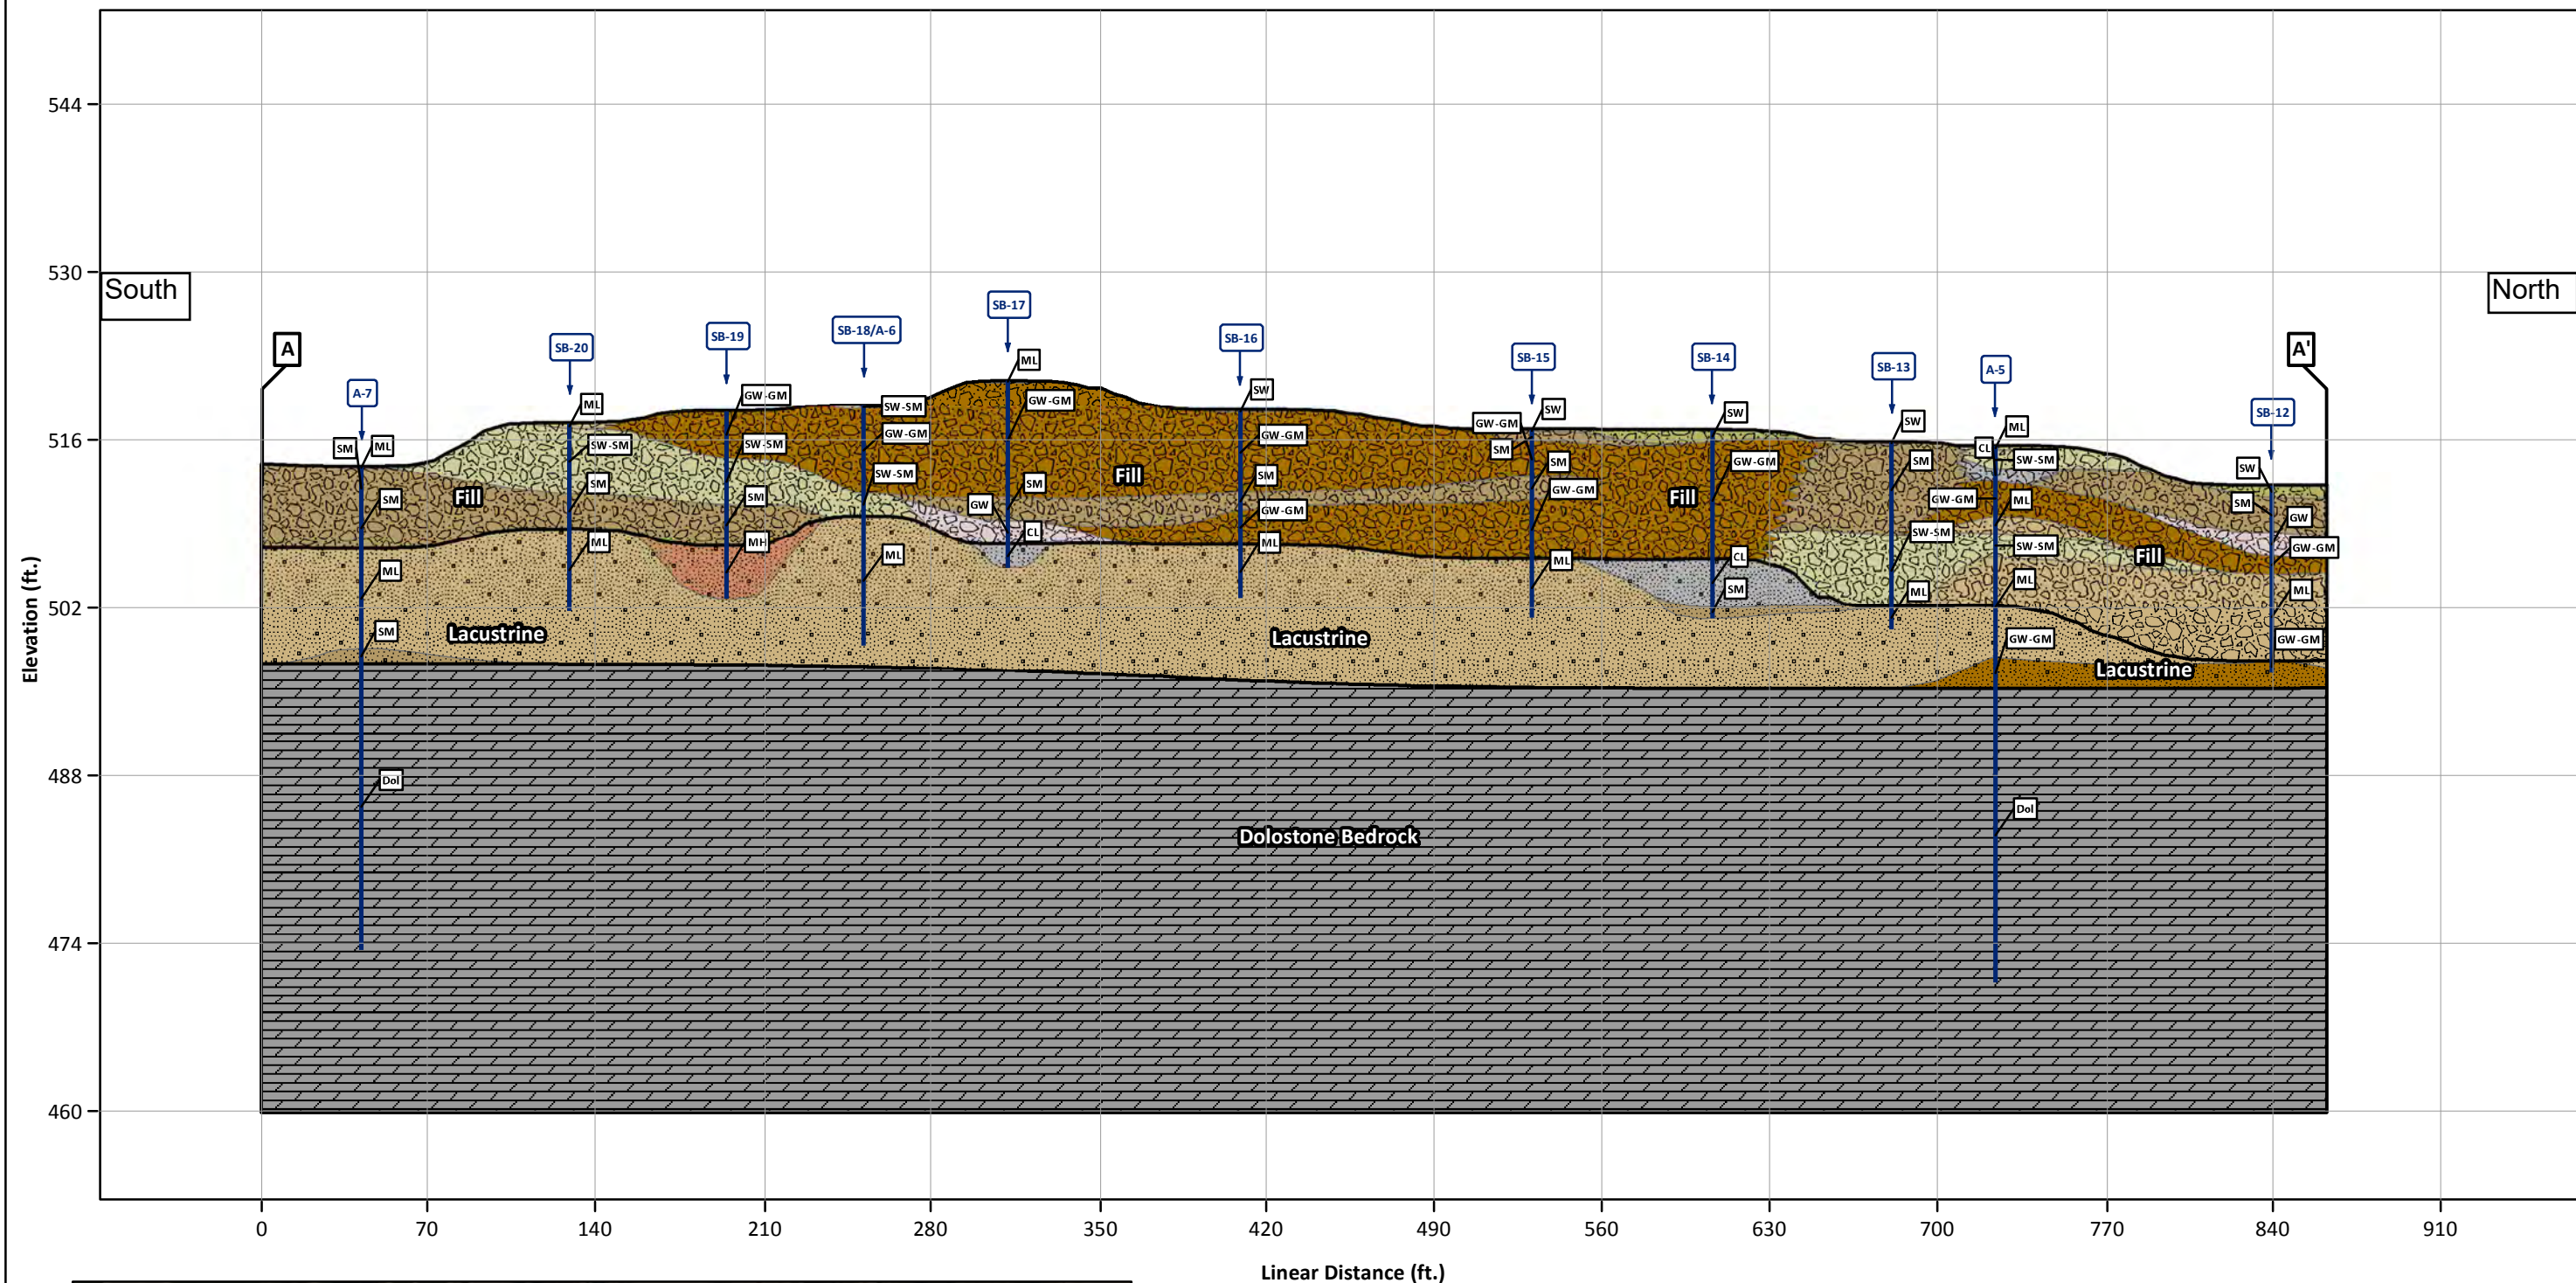 544
530
South
North
SB-17
SB-18/A-6
SB-19
SB-16
SB-20
A
A'
SB-15
SB-14
ML
SB-13
A-5
A-7
SW
GW-GM
GW-GM
ML
SW-SM
SW
SW
SB-12
516
SM
ML
SW-SM
SW-SM
GW-GM
GW-GM
GW-GM
SM
SW
CL
ML
SW-SM
SM
GW-GM
SM
SW
SM
Fill
SM
SM
SW-SM
GW
SM
Fill
SM
GW-GM
GW-GM
Fill
GW-GM
ML
SM
GW
ML
MH
ML
CL
ML
ML
CL
SW-SM
SW-SM
Fill
GW-GM
Elevation (ft.)
ML
SM
ML
ML
ML
502
SM
Lacustrine
Lacustrine
GW-GM
GW-GM
Lacustrine
488
Dol
Dol
Dolostone Bedrock
474
460
0 70 140 210 280 350 420 490 560 630 700 770 840 910
Linear Distance (ft.)